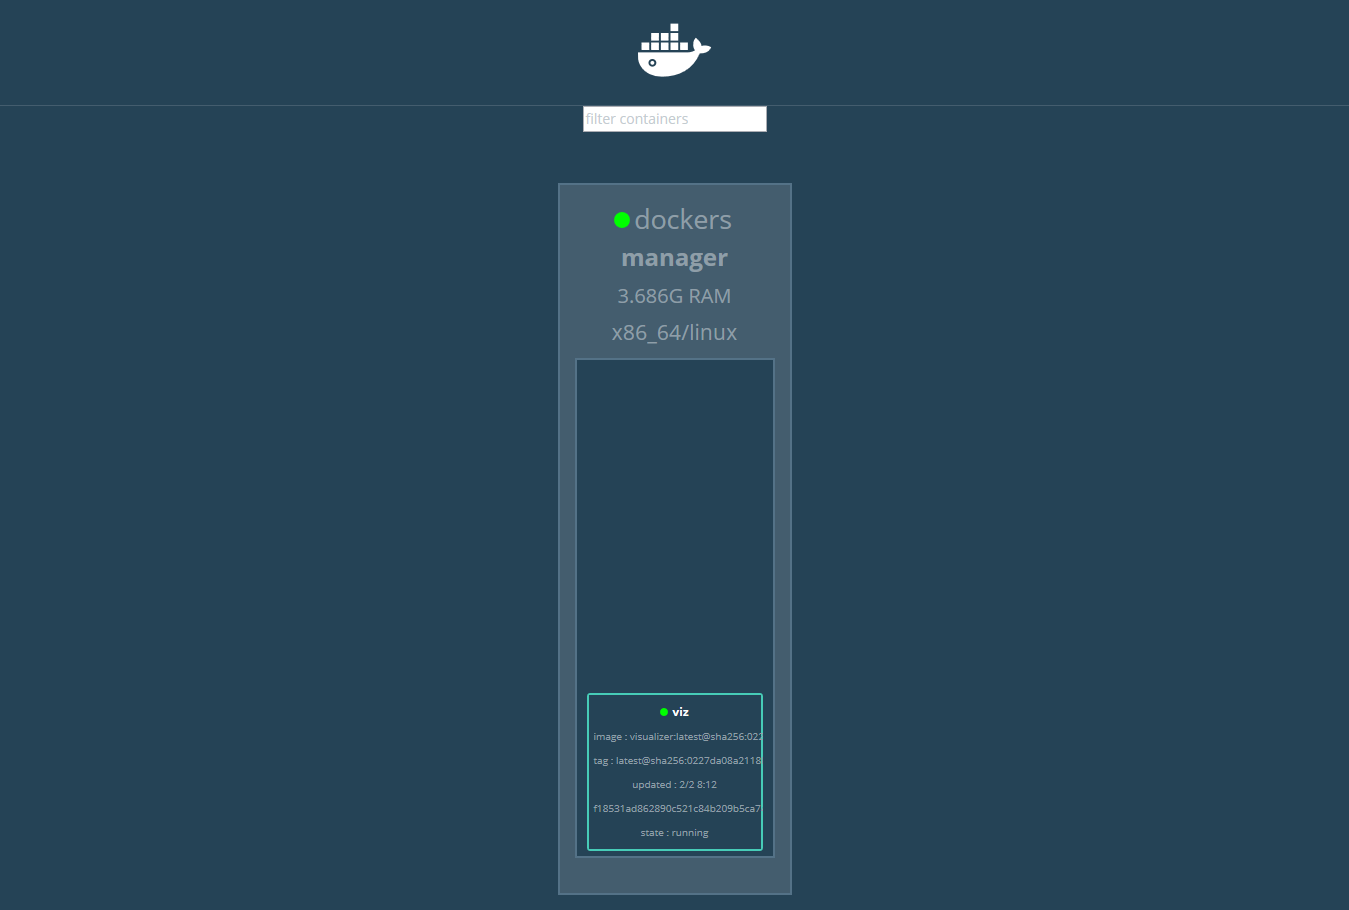 filter containers
dockers
manager
3.686G RAM
x86_64/linux
viz
image : visualizer:latest@sha256:022
tag : latest@sha256:0227da08a2118
updated : 2/2 8:12
f18531ad862890c521c84b209b5ca7
state : running